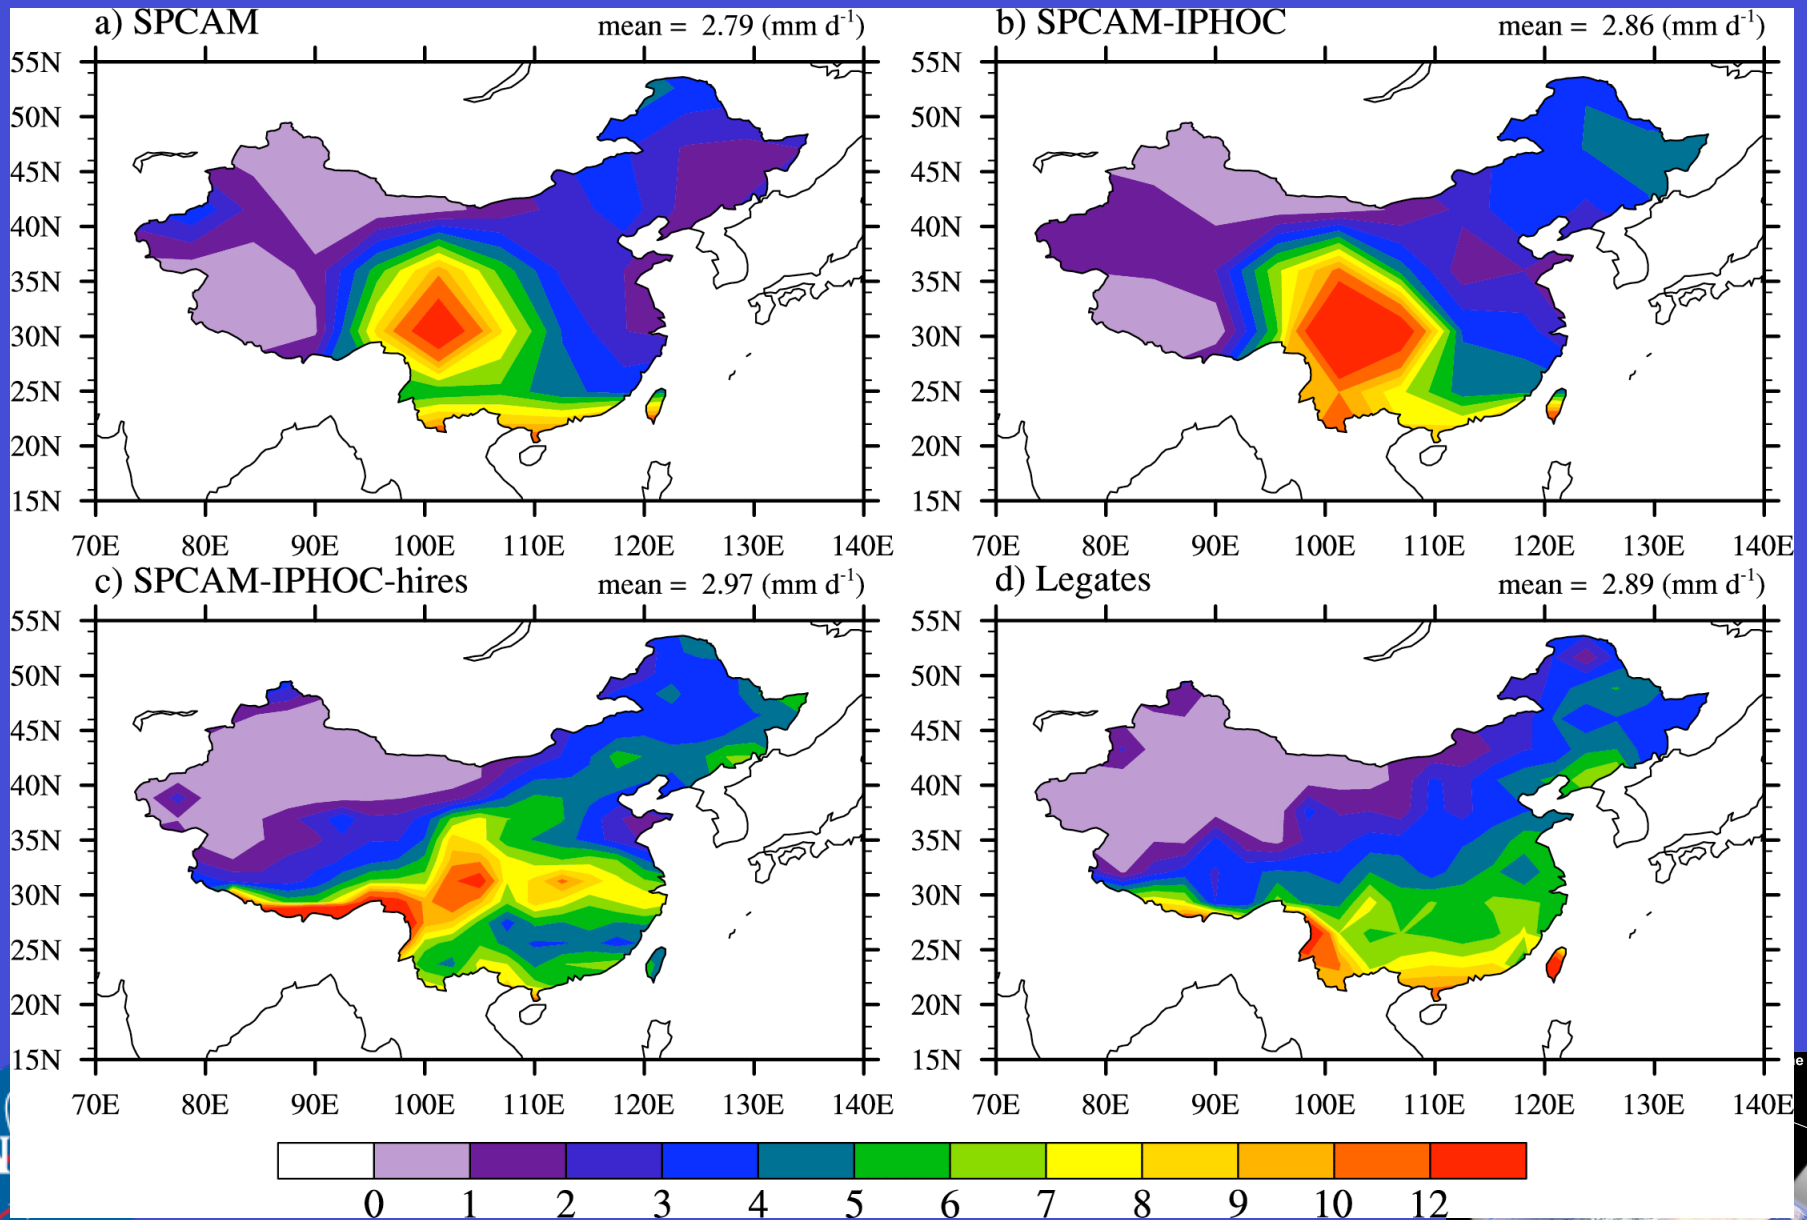 a) SPCAM mean = 2.79 (mm d-1)
b) SPCAM-IPHOC mean = 2.86 (mm d-1)
55N 55N
50N 50N
45N 45N
40N 40N
35N 35N
30N 30N
25N 25N
20N 20N
15N 15N
70E 80E 90E 100E 110E 120E 130E 140E
70E 80E 90E 100E 110E 120E 130E 140E
c) SPCAM-IPHOC-hires mean = 2.97 (mm d-1)
d) Legates mean = 2.89 (mm d-1)
55N 55N
50N 50N
45N 45N
40N 40N
35N 35N
30N 30N
25N 25N
20N 20N
15N 15N
70E 80E 90E 100E 110E 120E 130E 140E
70E 80E 90E 100E 110E 120E 130E 140E
0 1 2 3 4 5 6 7 8 9 10 12